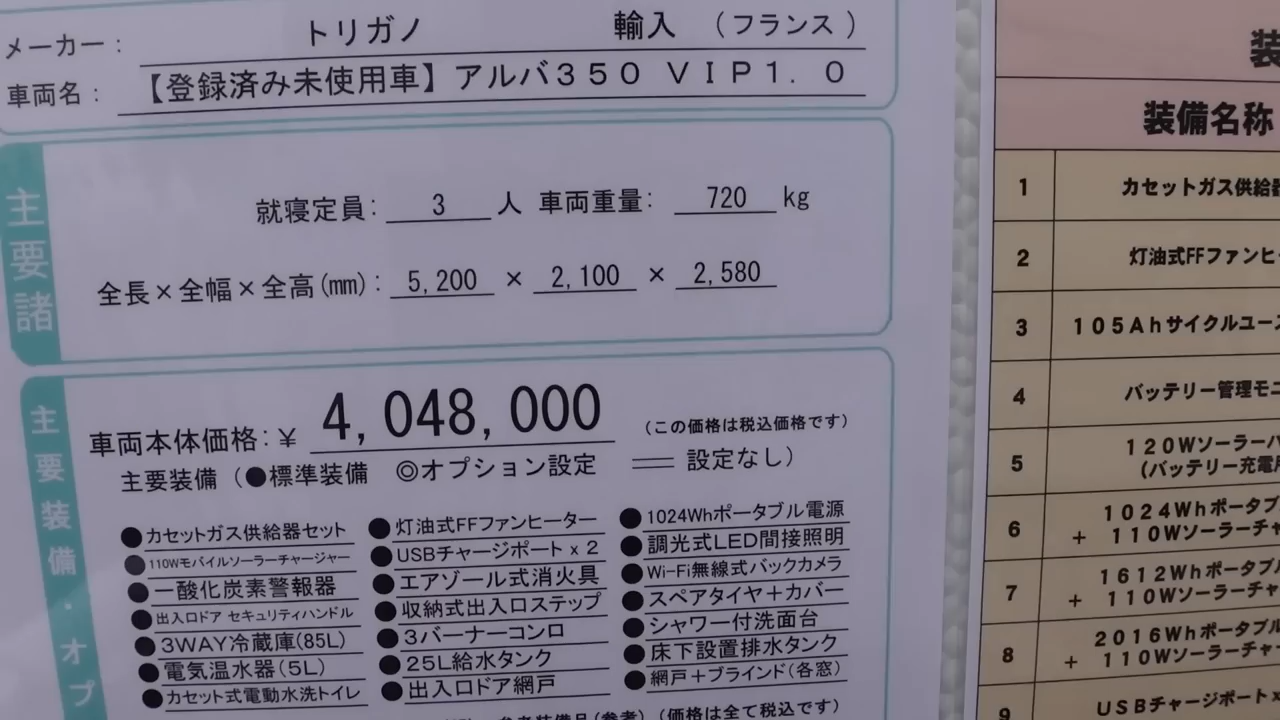 メーカー： トリガノ 輸入 （フランス ）
車両名： 【登録済み未使用車】アルバ３５０ ＶＩＰ１．０
主要諸
就寝定員： 3 人 車両重量： 720 kg
全長×全幅×全高(mm)： 5,200 × 2,100 × 2,580
主要装備・オプ
車両本体価格：￥ 4,048,000 （この価格は税込価格です）
主要装備（●標準装備 ◎オプション設定 ── 設定なし）
●カセットガス供給器セット ●灯油式FFファンヒーター ●1024Whポータブル電源
●110Wモバイルソーラーチャージャー ●USBチャージポート x 2 ●調光式LED間接照明
●一酸化炭素警報器 ●エアゾール式消火具 ●Wi-Fi無線式バックカメラ
●出入口ドア セキュリティハンドル ●収納式出入口ステップ ●スペアタイヤ＋カバー
●3WAY冷蔵庫(85L) ●3バーナーコンロ ●シャワー付洗面台
●電気温水器(5L) ●25L給水タンク ●床下設置排水タンク
●カセット式電動水洗トイレ ●出入口ドア網戸 ●網戸＋ブラインド(各窓)
参考装備品(参考)（価格は全て税込です）
装
装備名称
1 カセットガス供給
2 灯油式FFファンヒ
3 １０５Ａｈサイクルユー
4 バッテリー管理モ
5 １２０Ｗソーラー
（バッテリー充電
6 １０２４Ｗｈポータブ
＋ １１０Ｗソーラーチ
7 １６１２Ｗｈポータブ
＋ １１０Ｗソーラーチャ
8 ２０１６Ｗｈポータブル
＋ １１０Ｗソーラーチャ
9 ＵＳＢチャージポート